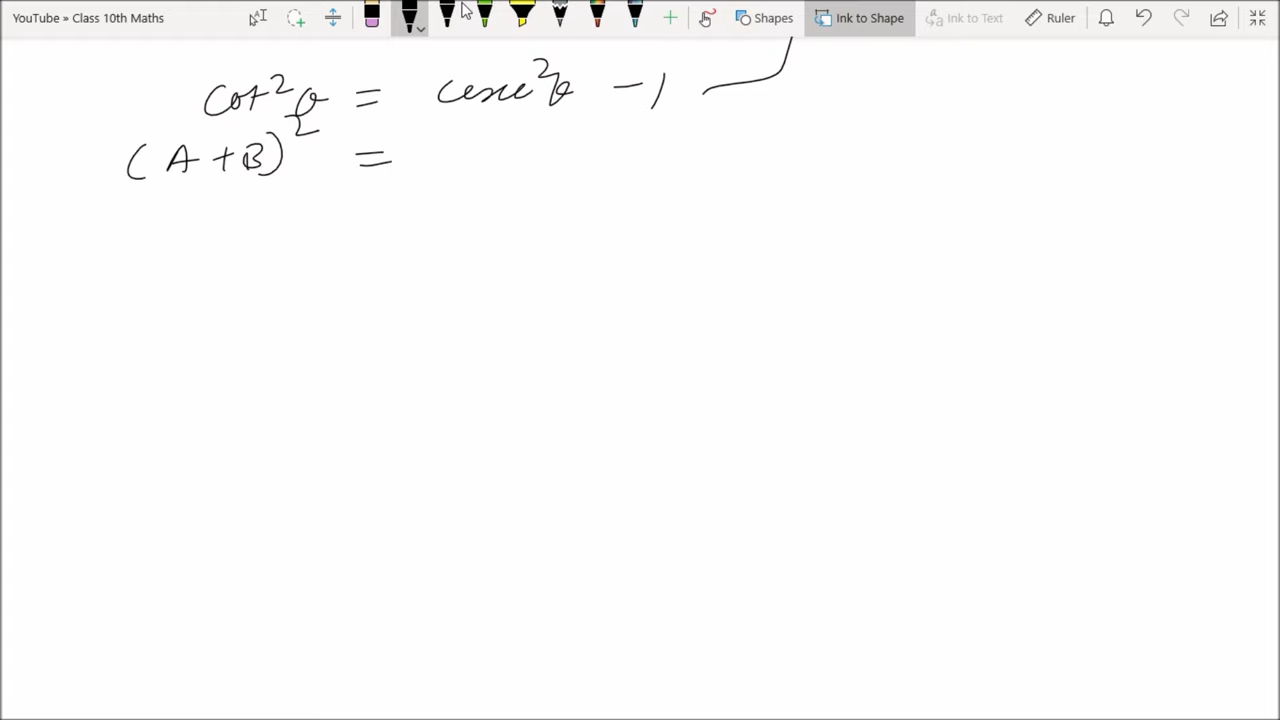 YouTube » Class 10th Maths
Shapes
Ink to Shape
Ink to Text
Ruler
cot²θ = cosec²θ - 1
(A+B)² =